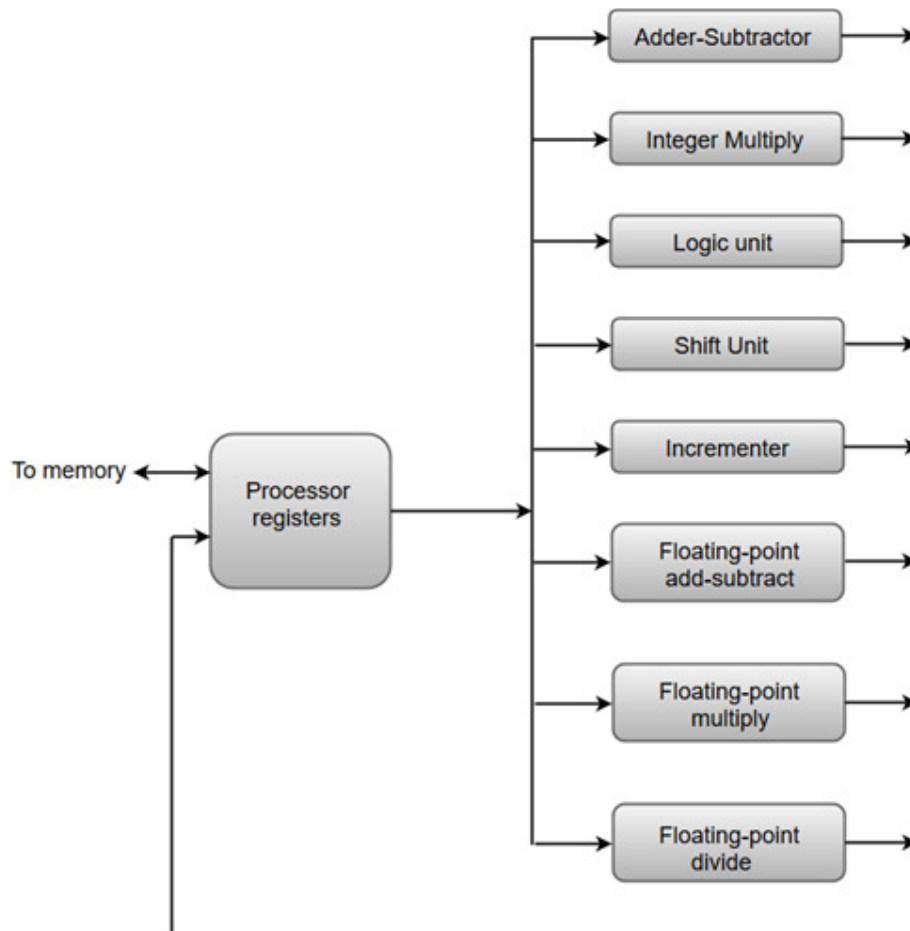 Adder-Subtractor
Integer Multiply
Logic unit
Shift Unit
Incrementer
To memory
Processor
registers
Floating-point
add-subtract
Floating-point
multiply
Floating-point
divide